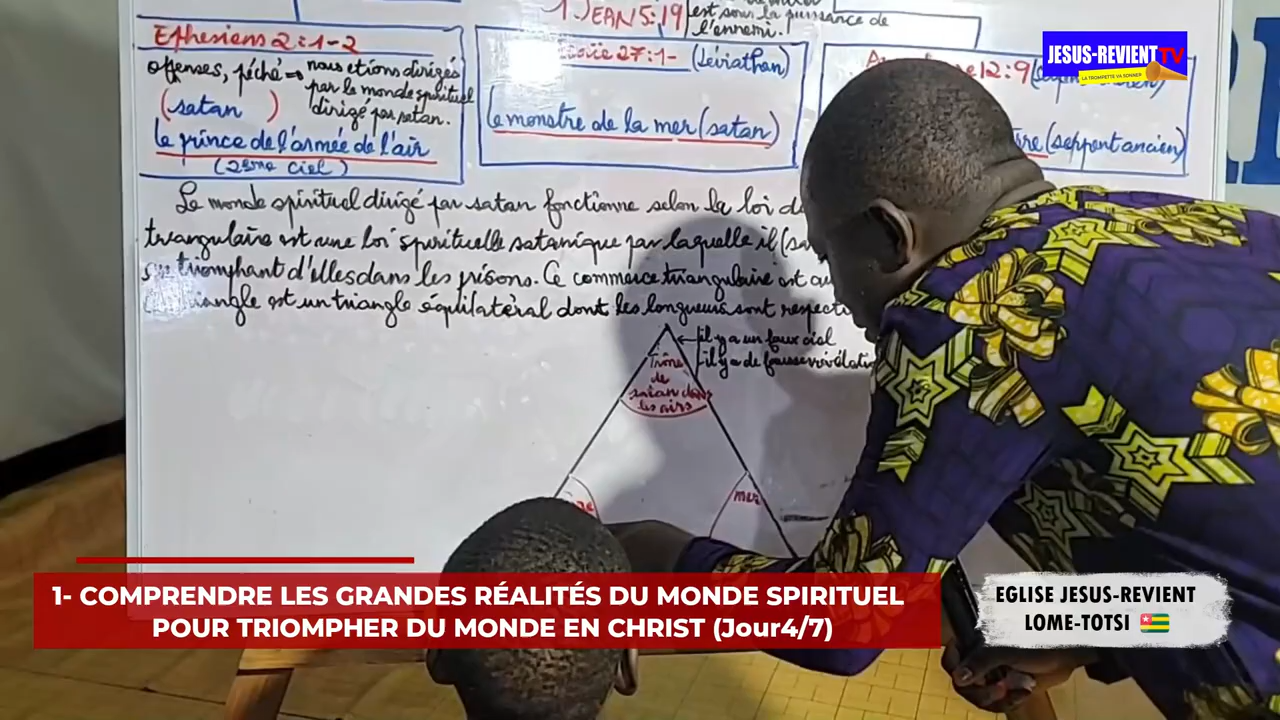 1. JEAN 5:19
est sous la puissance de
l'ennemi.
JESUS-REVIENT TV
LA TROMPETTE VA SONNER
Ephesiens 2:1-2
offenses, péché => nous etions dirigés
par le monde spirituel
dirigé par satan.
(satan )
le prince de l'armée de l'air
(2ème ciel)
27:1- (Léviathan)
le monstre de la mer (satan)
12:9
(serpent ancien)
Le monde spirituel dirigé par satan fonctionne selon la loi
triangulaire est une loi spirituelle satanique par laquelle il
triomphant d'elles dans les prisons. Ce commerce triangulaire est
triangle est un triangle équilatéral dont les longueurs sont
il y a un faux ciel
-il y a de fausse
Trône
de
satan dans
les airs
mer
1- COMPRENDRE LES GRANDES RÉALITÉS DU MONDE SPIRITUEL
POUR TRIOMPHER DU MONDE EN CHRIST (Jour4/7)
EGLISE JESUS-REVIENT
LOME-TOTSI